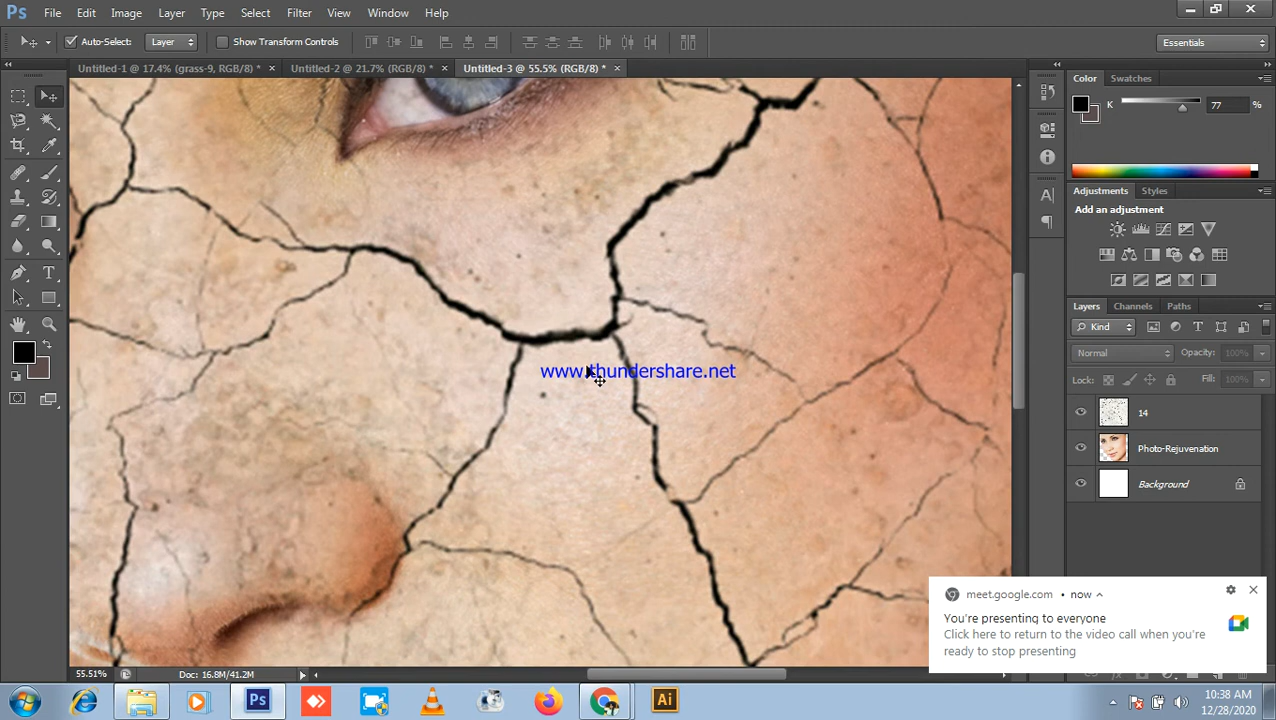 Ps File Edit Image Layer Type Select Filter View Window Help
Auto-Select: Layer Show Transform Controls Essentials
Untitled-1 @ 17.4% (grass-9, RGB/8) * × Untitled-2 @ 21.7% (RGB/8) * × Untitled-3 @ 55.5% (RGB/8) * ×
Color Swatches
K 77 %
Adjustments Styles
Add an adjustment
Layers Channels Paths
Kind
Normal Opacity: 100%
Lock: Fill: 100%
14
Photo-Rejuvenation
Background
www.thundershare.net
meet.google.com • now
You're presenting to everyone
Click here to return to the video call when you're
ready to stop presenting
55.51% Doc: 16.8M/41.2M
Ps Ai
10:38 AM
12/28/2020